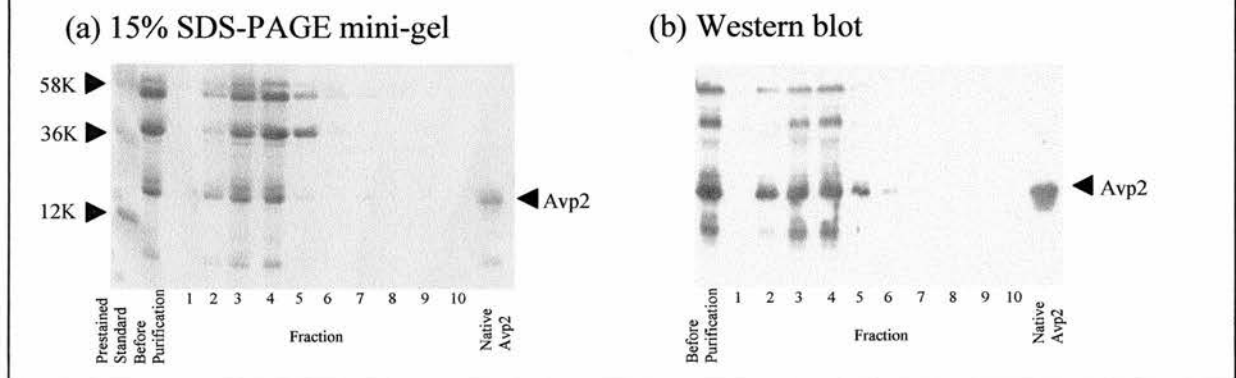 (a) 15% SDS-PAGE mini-gel
58K
36K
12K
Avp2
Prestained
Standard
Before
Purification
1 2 3 4 5 6 7 8 9 10
Fraction
Native
Avp2
(b) Western blot
Avp2
Before
Purification
1 2 3 4 5 6 7 8 9 10
Fraction
Native
Avp2